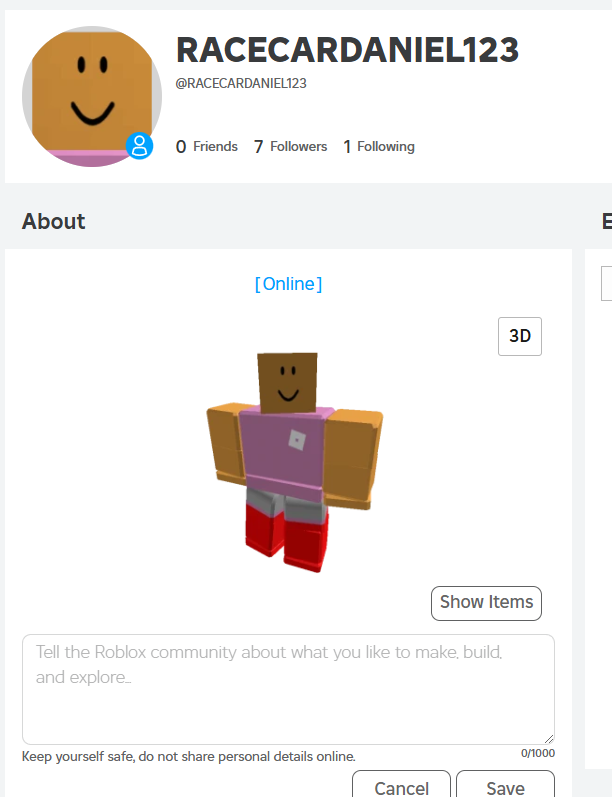 RACECARDANIEL123
@RACECARDANIEL123
0 Friends 7 Followers 1 Following
About
E
[Online]
3D
Show Items
Tell the Roblox community about what you like to make, build,
and explore...
Keep yourself safe, do not share personal details online.
0/1000
Cancel Save